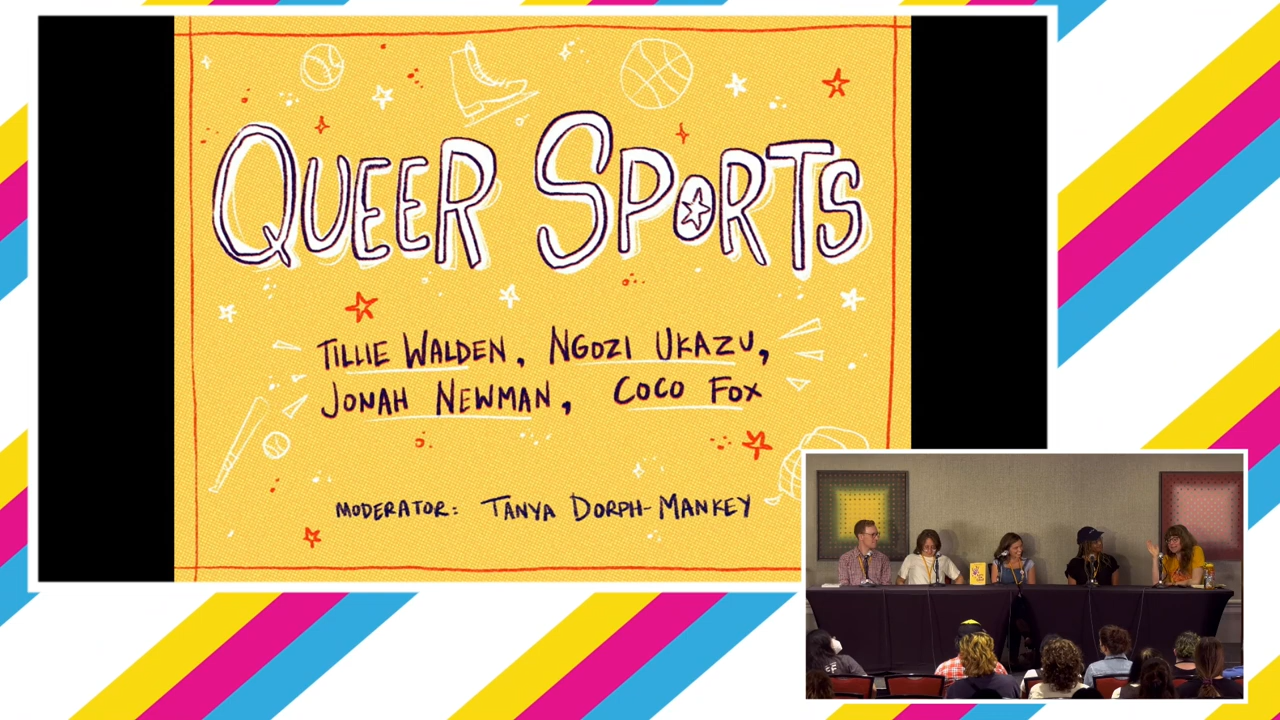 QUEER SPORTS
TILLIE WALDEN, NGOZI UKAZU,
JONAH NEWMAN, COCO FOX
MODERATOR: TANYA DORPH-MANKEY